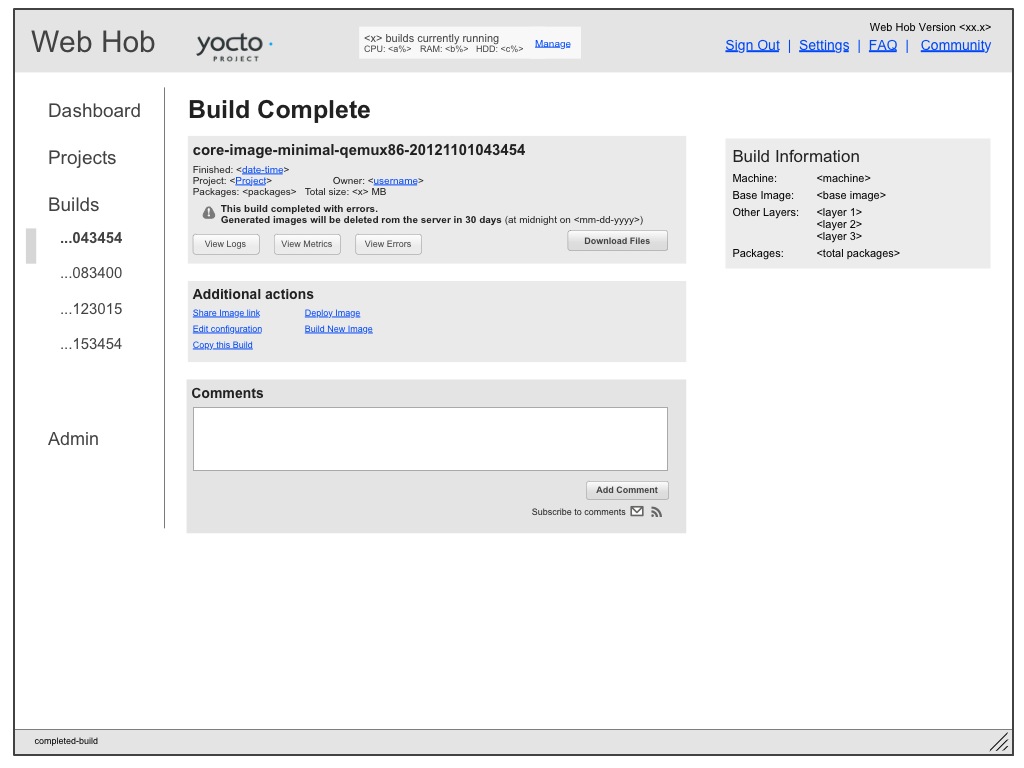 Web Hob
yocto
PROJECT
<x> builds currently running
CPU: <a%> RAM: <b%> HDD: <c%>
Manage
Web Hob Version <xx.x>
Sign Out | Settings | FAQ | Community
Dashboard
Projects
Builds
...043454
...083400
...123015
...153454
Admin
Build Complete
core-image-minimal-qemux86-20121101043454
Finished: <date-time>
Project: <Project> Owner: <username>
Packages: <packages> Total size: <x> MB
This build completed with errors.
Generated images will be deleted rom the server in 30 days (at midnight on <mm-dd-yyyy>)
View Logs View Metrics View Errors Download Files
Additional actions
Share Image link Deploy Image
Edit configuration Build New Image
Copy this Build
Comments
Add Comment
Subscribe to comments
Build Information
Machine: <machine>
Base Image: <base image>
Other Layers: <layer 1>
<layer 2>
<layer 3>
Packages: <total packages>
completed-build